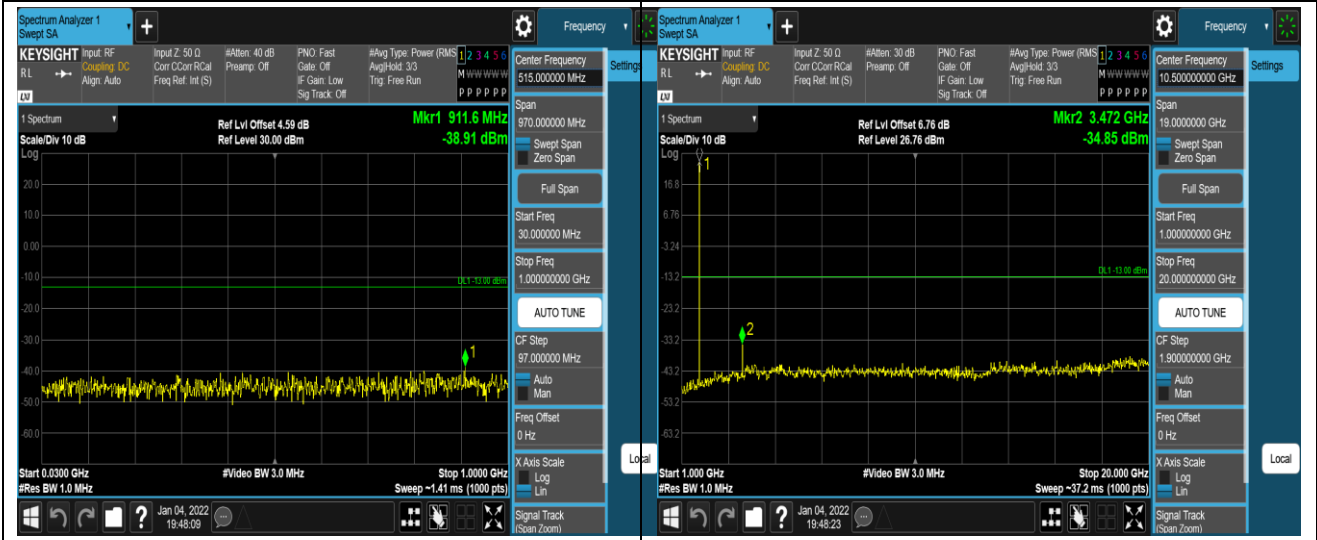 Spectrum Analyzer 1
Swept SA
+
Frequency
KEYSIGHT
RL
LXI
Input: RF
Coupling: DC
Align: Auto
Input Z: 50 Ω
Corr CCorr RCal
Freq Ref: Int (S)
#Atten: 40 dB
Preamp: Off
PNO: Fast
Gate: Off
IF Gain: Low
Sig Track: Off
#Avg Type: Power (RMS
Avg|Hold: 3/3
Trig: Free Run
1 2 3 4 5 6
M W W W W W
P P P P P P
Center Frequency
515.000000 MHz
Settings
Span
970.000000 MHz
Swept Span
Zero Span
Full Span
Start Freq
30.000000 MHz
Stop Freq
1.000000000 GHz
AUTO TUNE
CF Step
97.000000 MHz
Auto
Man
Freq Offset
0 Hz
X Axis Scale
Log
Lin
Signal Track
(Span Zoom)
Local
1 Spectrum
Scale/Div 10 dB
Log
Ref Lvl Offset 4.59 dB
Ref Level 30.00 dBm
Mkr1 911.6 MHz
-38.91 dBm
20.0
10.0
0.00
-10.0
DL1 -13.00 dBm
-20.0
-30.0
1
-40.0
-50.0
-60.0
Start 0.0300 GHz
#Res BW 1.0 MHz
#Video BW 3.0 MHz
Stop 1.0000 GHz
Sweep ~1.41 ms (1000 pts)
?
Jan 04, 2022
19:48:09
Spectrum Analyzer 1
Swept SA
+
Frequency
KEYSIGHT
RL
LXI
Input: RF
Coupling: DC
Align: Auto
Input Z: 50 Ω
Corr CCorr RCal
Freq Ref: Int (S)
#Atten: 30 dB
Preamp: Off
PNO: Fast
Gate: Off
IF Gain: Low
Sig Track: Off
#Avg Type: Power (RMS
Avg|Hold: 3/3
Trig: Free Run
1 2 3 4 5 6
M W W W W W
P P P P P P
Center Frequency
10.500000000 GHz
Settings
Span
19.0000000 GHz
Swept Span
Zero Span
Full Span
Start Freq
1.000000000 GHz
Stop Freq
20.000000000 GHz
AUTO TUNE
CF Step
1.900000000 GHz
Auto
Man
Freq Offset
0 Hz
X Axis Scale
Log
Lin
Signal Track
(Span Zoom)
Local
1 Spectrum
Scale/Div 10 dB
Log
Ref Lvl Offset 6.76 dB
Ref Level 26.76 dBm
Mkr2 3.472 GHz
-34.85 dBm
1
16.8
6.76
-3.24
-13.2
DL1 -13.00 dBm
-23.2
-33.2
2
-43.2
-53.2
-63.2
Start 1.000 GHz
#Res BW 1.0 MHz
#Video BW 3.0 MHz
Stop 20.000 GHz
Sweep ~37.2 ms (1000 pts)
?
Jan 04, 2022
19:48:23